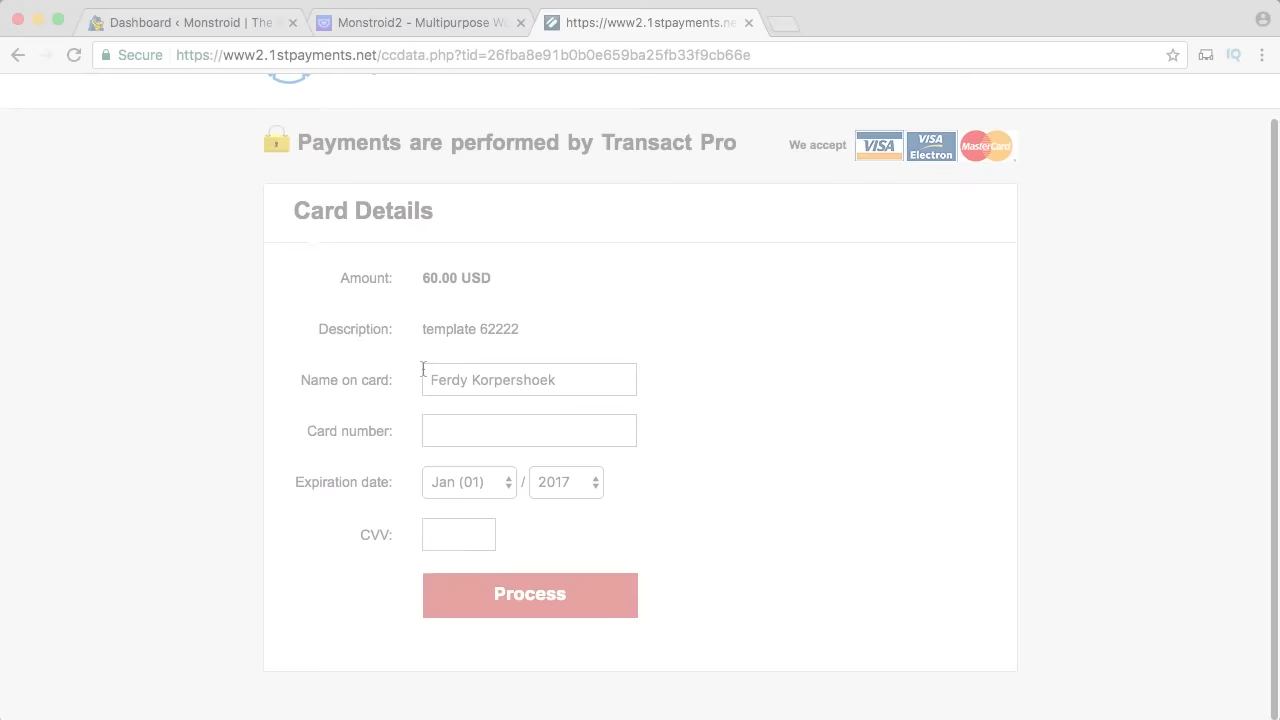 Dashboard ‹ Monstroid | The
Monstroid2 - Multipurpose Wo
https://www2.1stpayments.ne
Secure https://www2.1stpayments.net/ccdata.php?tid=26fba8e91b0b0e659ba25fb33f9cb66e
Payments are performed by Transact Pro
We accept VISA VISA Electron MasterCard
Card Details
Amount: 60.00 USD
Description: template 62222
Name on card: Ferdy Korpershoek
Card number:
Expiration date: Jan (01) / 2017
CVV:
Process